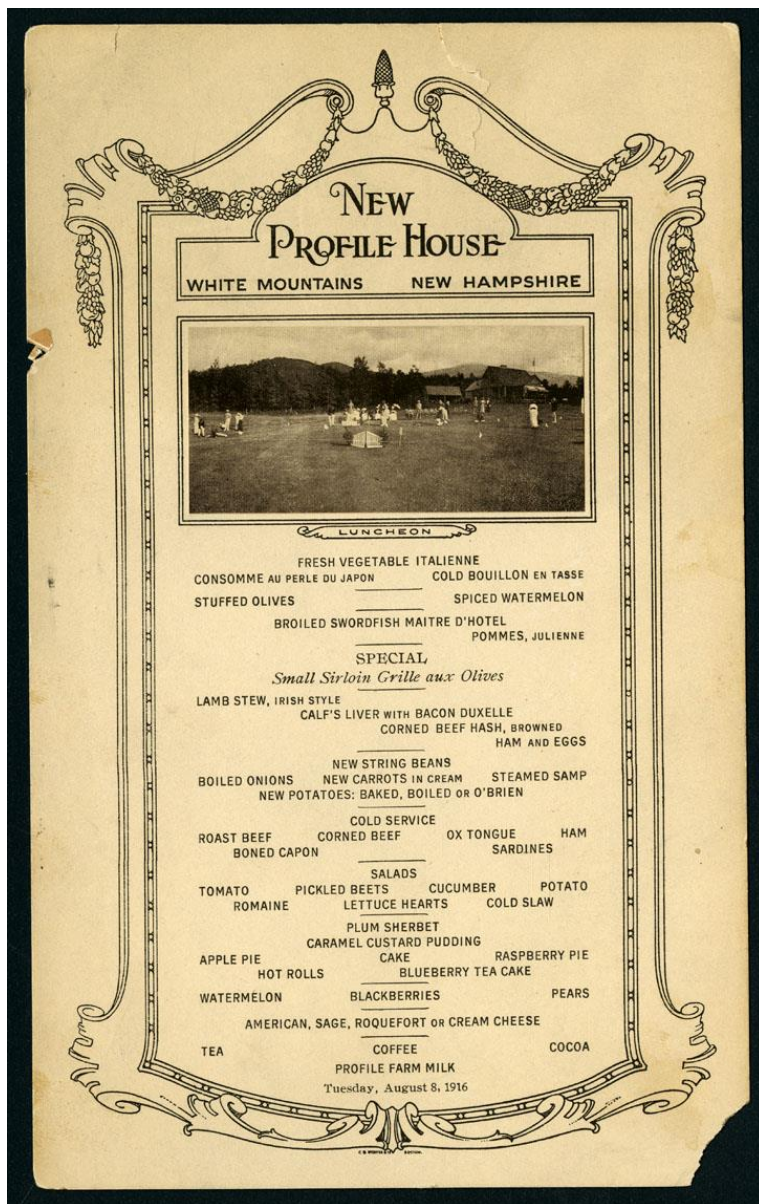 NEW
PROFILE HOUSE
WHITE MOUNTAINS NEW HAMPSHIRE
LUNCHEON
FRESH VEGETABLE ITALIENNE
CONSOMME AU PERLE DU JAPON COLD BOUILLON EN TASSE
STUFFED OLIVES SPICED WATERMELON
BROILED SWORDFISH MAITRE D'HOTEL
POMMES, JULIENNE
SPECIAL
Small Sirloin Grille aux Olives
LAMB STEW, IRISH STYLE
CALF'S LIVER WITH BACON DUXELLE
CORNED BEEF HASH, BROWNED
HAM AND EGGS
NEW STRING BEANS
BOILED ONIONS NEW CARROTS IN CREAM STEAMED SAMP
NEW POTATOES: BAKED, BOILED OR O'BRIEN
COLD SERVICE
ROAST BEEF CORNED BEEF OX TONGUE HAM
BONED CAPON SARDINES
SALADS
TOMATO PICKLED BEETS CUCUMBER POTATO
ROMAINE LETTUCE HEARTS COLD SLAW
PLUM SHERBET
CARAMEL CUSTARD PUDDING
APPLE PIE CAKE RASPBERRY PIE
HOT ROLLS BLUEBERRY TEA CAKE
WATERMELON BLACKBERRIES PEARS
AMERICAN, SAGE, ROQUEFORT OR CREAM CHEESE
TEA COFFEE COCOA
PROFILE FARM MILK
Tuesday, August 8, 1916